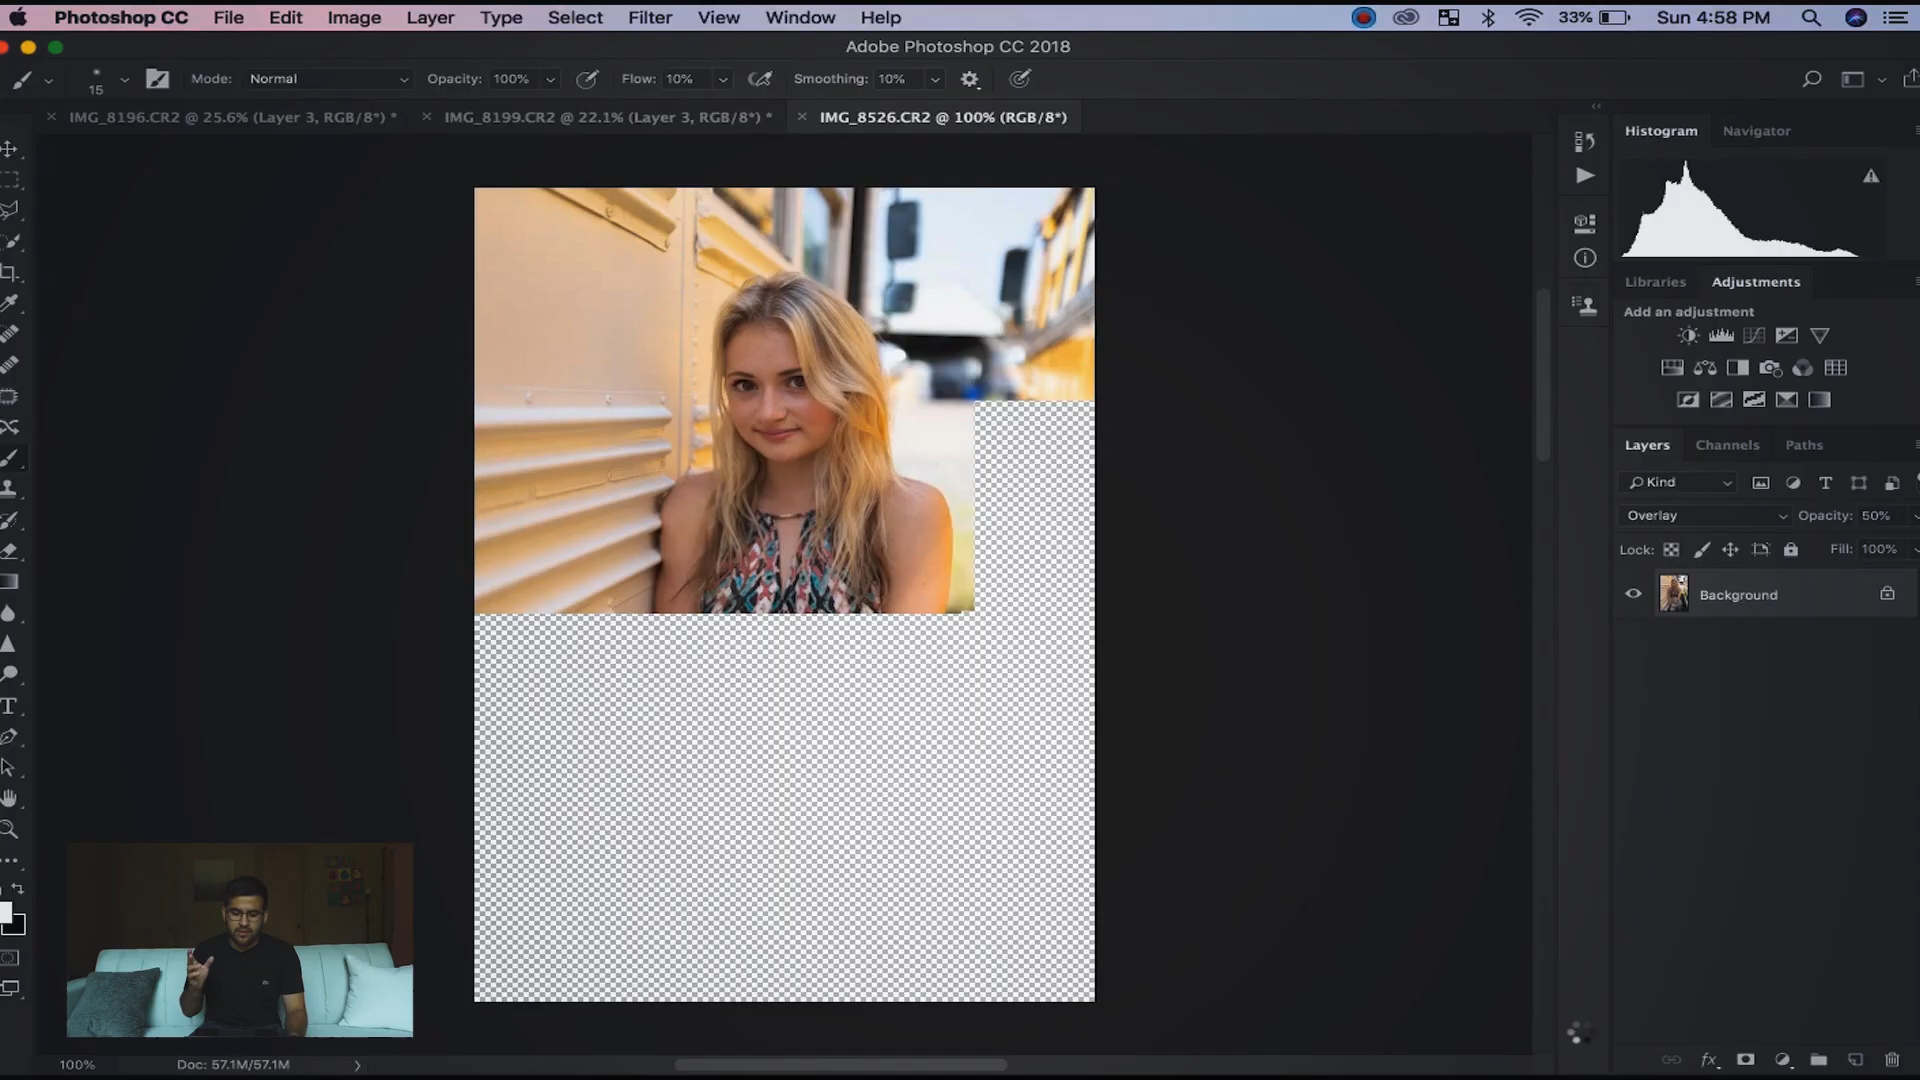 Photoshop CC File Edit Image Layer Type Select Filter View Window Help 33% Sun 4:58 PM
Adobe Photoshop CC 2018
15 Mode: Normal Opacity: 100% Flow: 10% Smoothing: 10%
IMG_8196.CR2 @ 25.6% (Layer 3, RGB/8*) * IMG_8199.CR2 @ 22.1% (Layer 3, RGB/8*) * IMG_8526.CR2 @ 100% (RGB/8*)
Histogram Navigator
Libraries Adjustments
Add an adjustment
Layers Channels Paths
Kind
Overlay Opacity: 50%
Lock: Fill: 100%
Background
100% Doc: 57.1M/57.1M